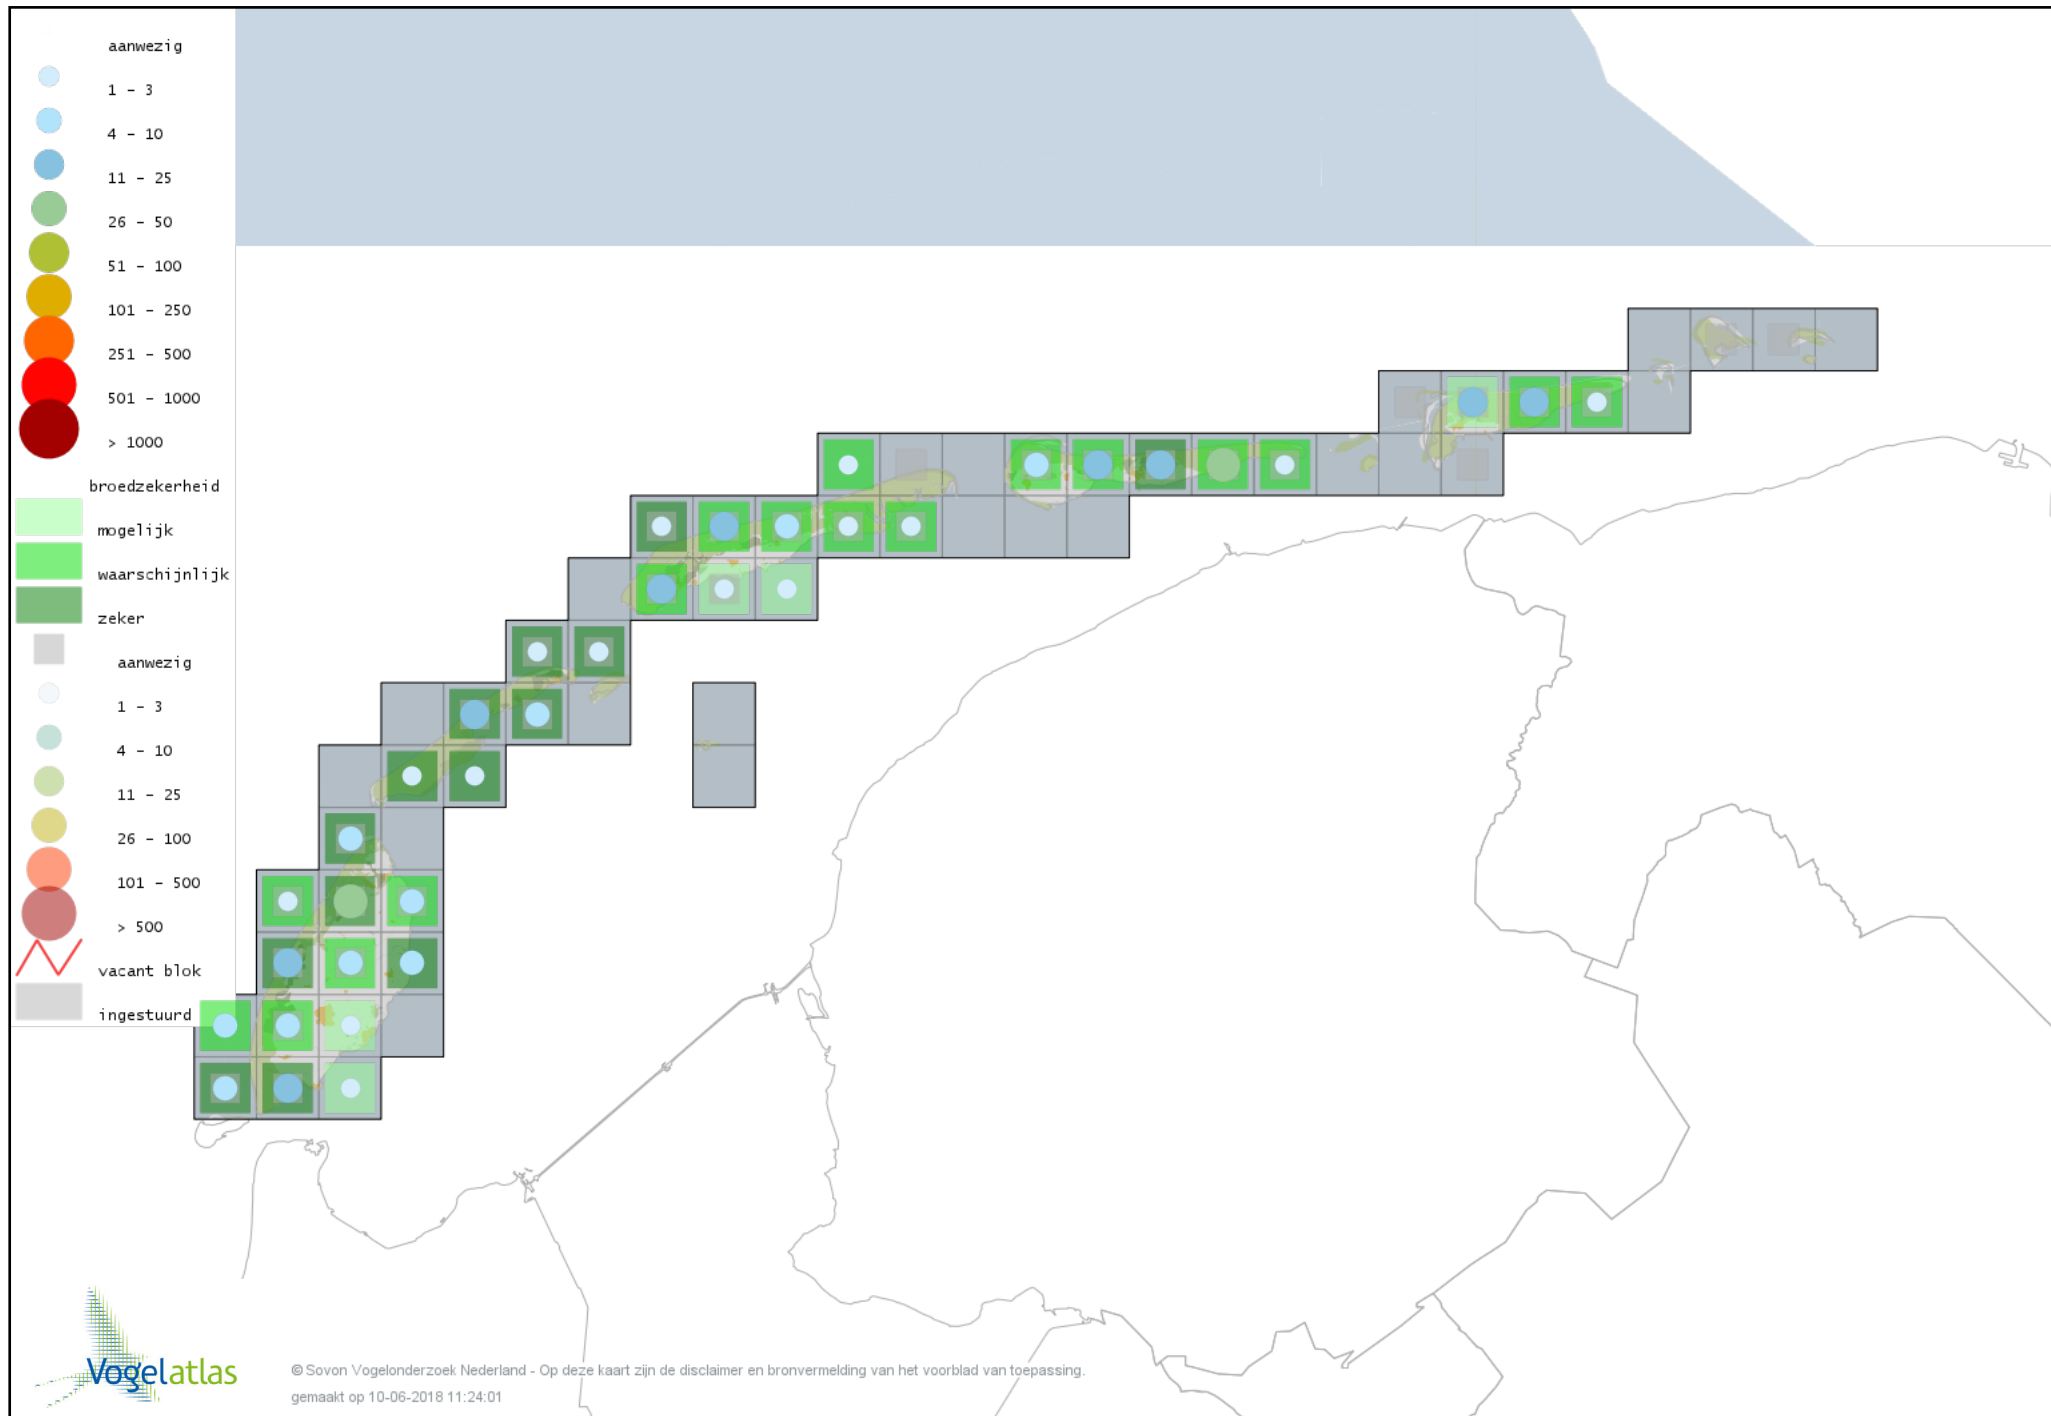 aanwezig
1 - 3
4 - 10
11 - 25
26 - 50
51 - 100
101 - 250
251 - 500
501 - 1000
> 1000
broedzekerheid
mogelijk
waarschijnlijk
zeker
aanwezig
1 - 3
4 - 10
11 - 25
26 - 100
101 - 500
> 500
vacant blok
ingestuurd
Vogelatlas
© Sovon Vogelonderzoek Nederland - Op deze kaart zijn de disclaimer en bronvermelding van het voorblad van toepassing.
gemaakt op 10-06-2018 11:24:01